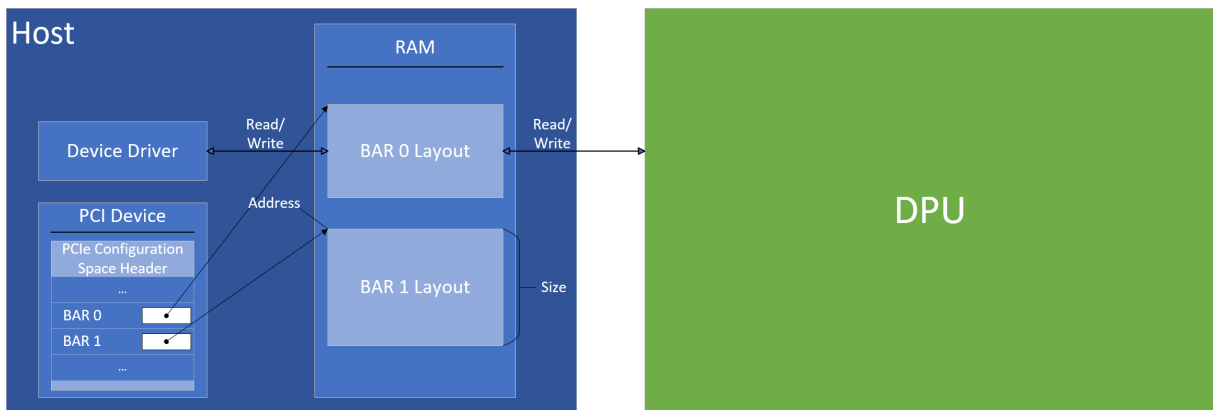 Host
RAM
Device Driver
Read/
Write
BAR 0 Layout
Read/
Write
DPU
Address
PCI Device
PCIe Configuration
Space Header
...
BAR 0
BAR 1
...
BAR 1 Layout
Size